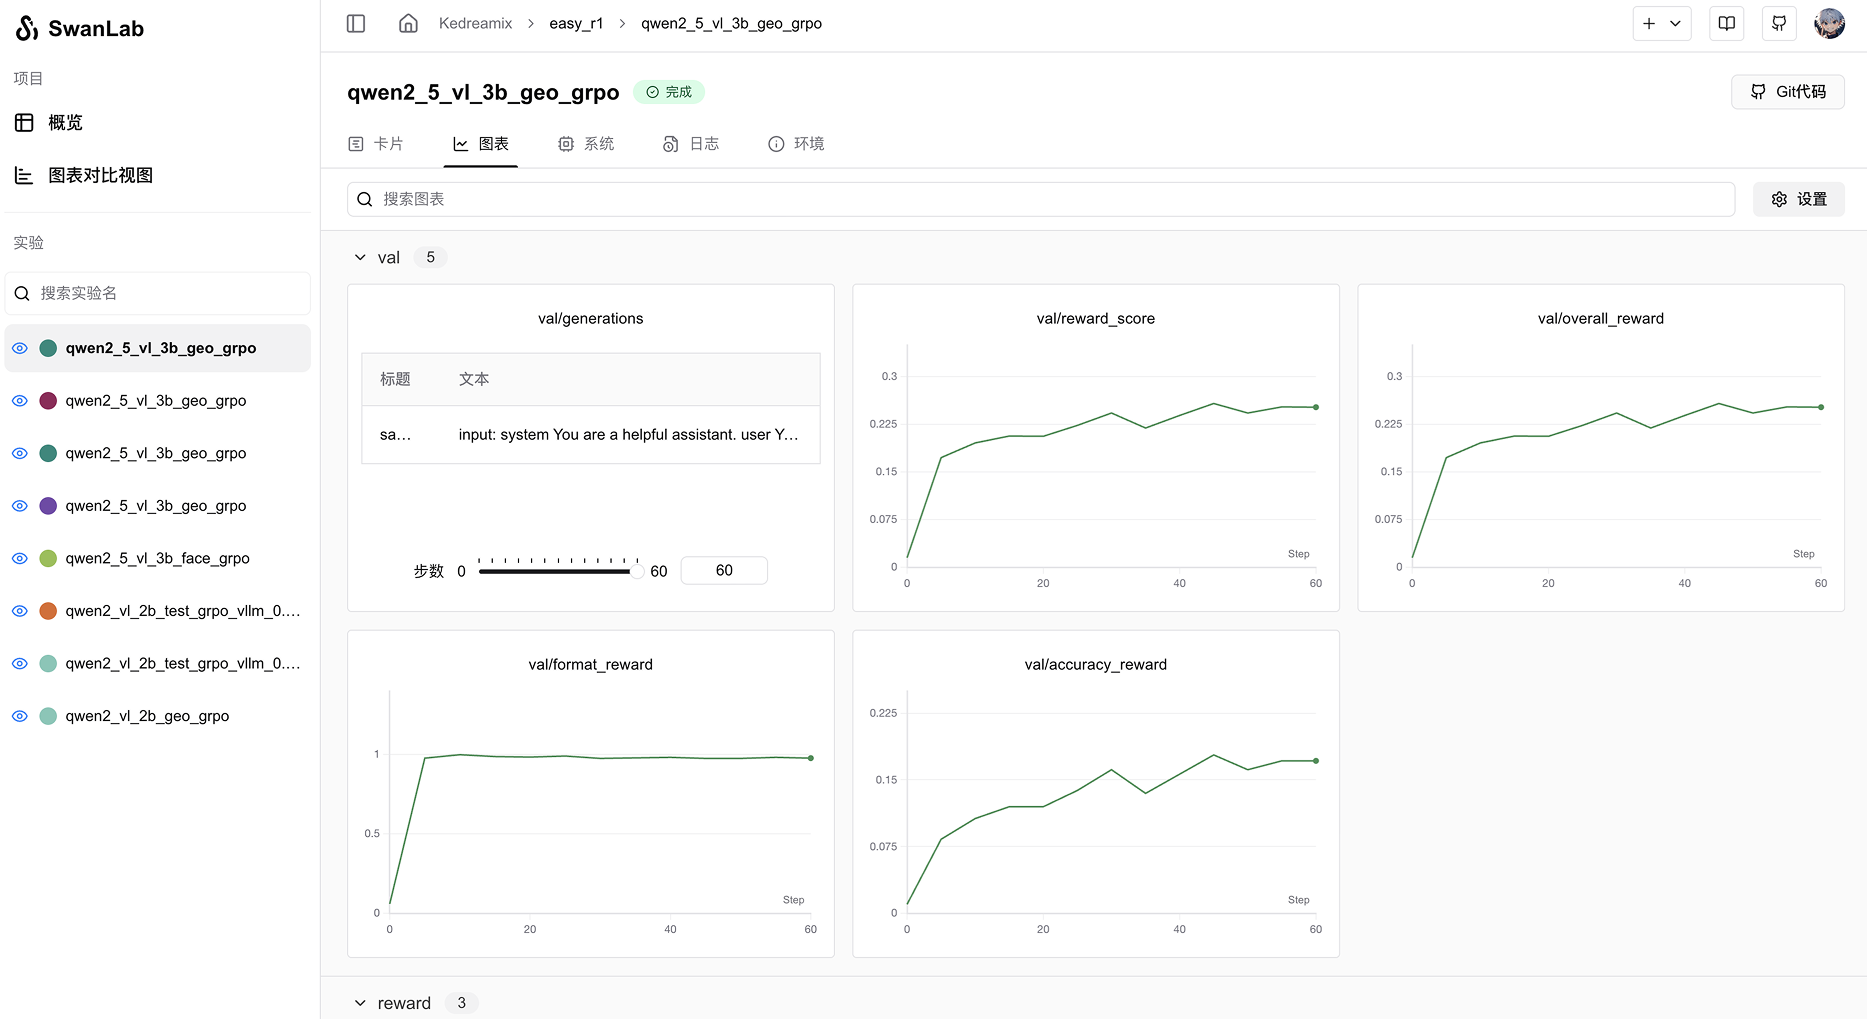 SwanLab
项目
概览
图表对比视图
实验
搜索实验名
qwen2_5_vl_3b_geo_grpo
qwen2_5_vl_3b_geo_grpo
qwen2_5_vl_3b_geo_grpo
qwen2_5_vl_3b_geo_grpo
qwen2_5_vl_3b_face_grpo
qwen2_vl_2b_test_grpo_vllm_0....
qwen2_vl_2b_test_grpo_vllm_0....
qwen2_vl_2b_geo_grpo
Kedreamix > easy_r1 > qwen2_5_vl_3b_geo_grpo
qwen2_5_vl_3b_geo_grpo 完成
Git代码
卡片 图表 系统 日志 环境
搜索图表
设置
val 5
val/generations
标题 文本
sa... input: system You are a helpful assistant. user Y...
步数 0 60 60
val/reward_score
0.3
0.225
0.15
0.075
0
Step
0 20 40 60
val/overall_reward
0.3
0.225
0.15
0.075
0
Step
0 20 40 60
val/format_reward
1
0.5
0
Step
0 20 40 60
val/accuracy_reward
0.225
0.15
0.075
0
Step
0 20 40 60
reward 3